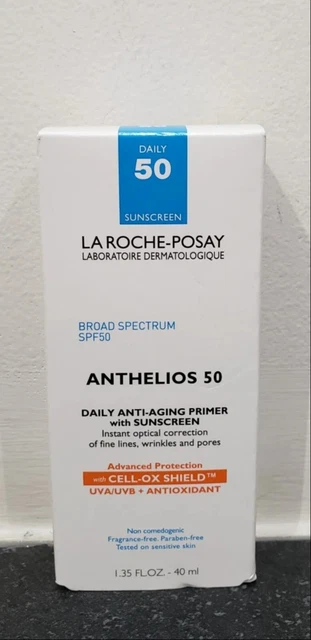 DAILY
50
SUNSCREEN
LA ROCHE-POSAY
LABORATOIRE DERMATOLOGIQUE
BROAD SPECTRUM
SPF50
ANTHELIOS 50
DAILY ANTI-AGING PRIMER
with SUNSCREEN
Instant optical correction
of fine lines, wrinkles and pores
Advanced Protection
with CELL-OX SHIELD™
UVA/UVB + ANTIOXIDANT
Non comedogenic
Fragrance-free. Paraben-free
Tested on sensitive skin
1.35 FL.OZ. - 40 ml